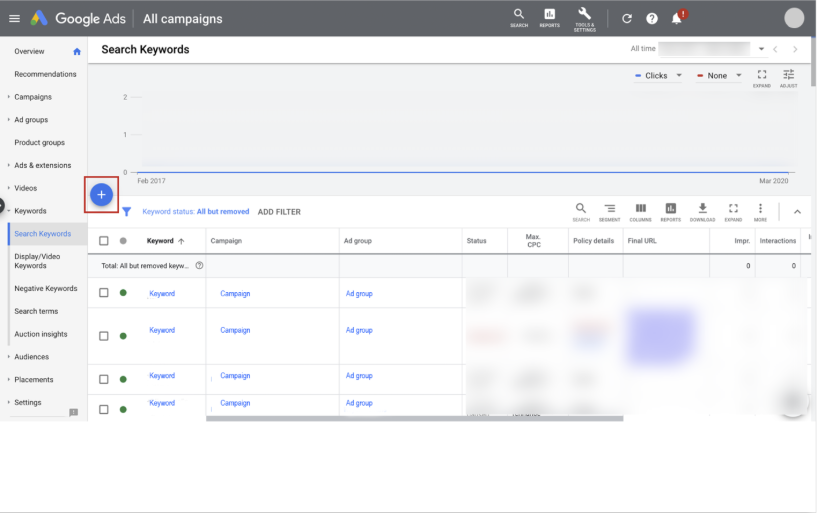 Google Ads All campaigns
SEARCH REPORTS TOOLS & SETTINGS ? !
Overview
Recommendations
Campaigns
Ad groups
Product groups
Ads & extensions
Videos
Keywords
Search Keywords
Display/Video
Keywords
Negative Keywords
Search terms
Auction insights
Audiences
Placements
Settings
Search Keywords
All time
Clicks None
EXPAND ADJUST
2
1
0
Feb 2017 Mar 2020
+
Keyword status: All but removed ADD FILTER
SEARCH SEGMENT COLUMNS REPORTS DOWNLOAD EXPAND MORE
Keyword Campaign Ad group Status Max. CPC Policy details Final URL Impr. Interactions
Total: All but removed keyw... ? 0 0
Keyword Campaign Ad group
Keyword Campaign Ad group
Keyword Campaign Ad group
Keyword Campaign Ad group